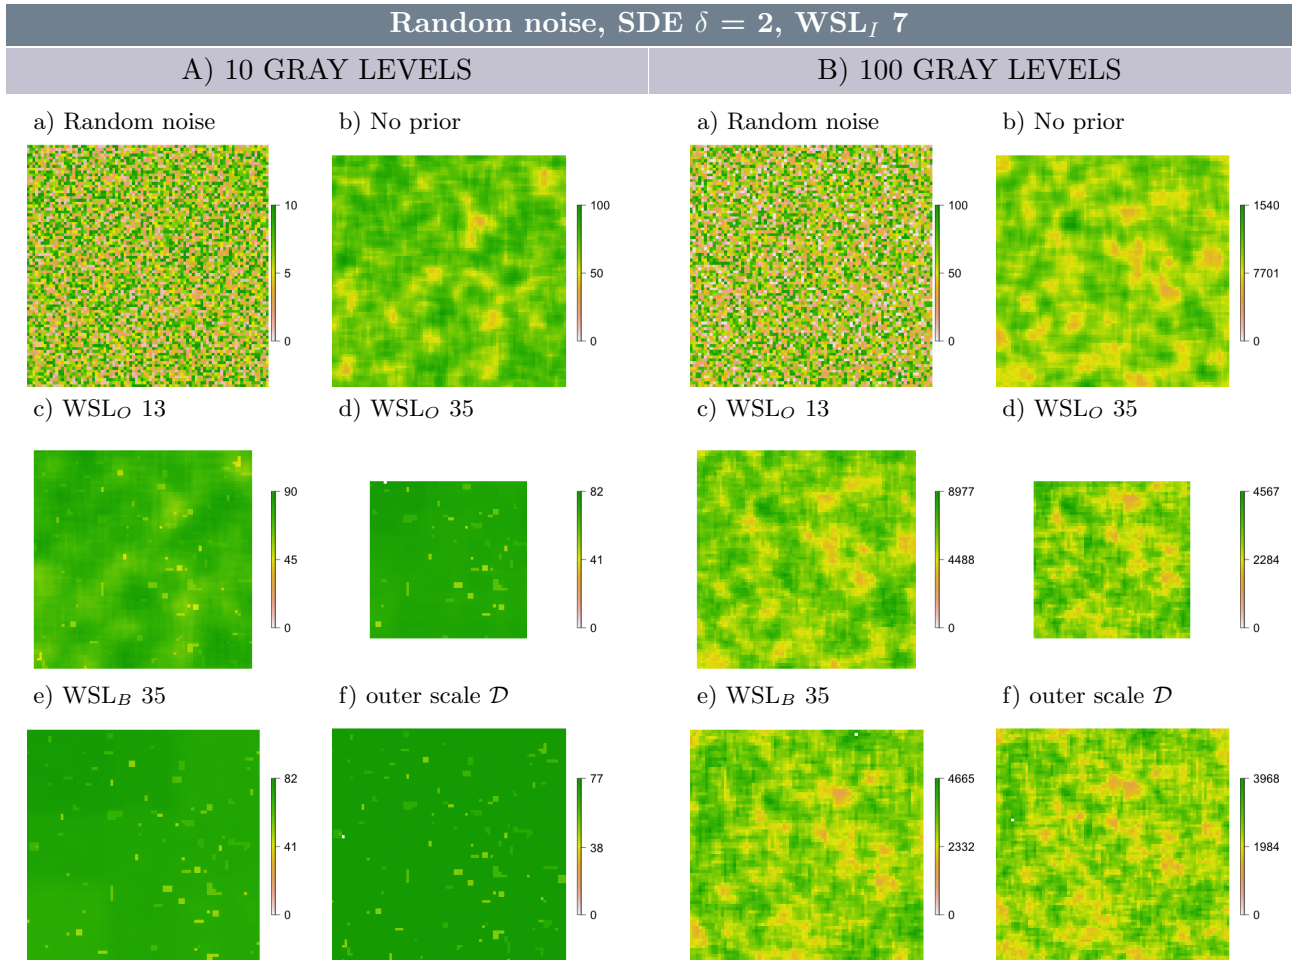 Random noise, SDE δ = 2, WSL_I 7
A) 10 GRAY LEVELS
B) 100 GRAY LEVELS
a) Random noise
b) No prior
a) Random noise
b) No prior
10
5
0
100
50
0
100
50
0
1540
7701
0
c) WSL_O 13
d) WSL_O 35
c) WSL_O 13
d) WSL_O 35
90
45
0
82
41
0
8977
4488
0
4567
2284
0
e) WSL_B 35
f) outer scale 𝒟
e) WSL_B 35
f) outer scale 𝒟
82
41
0
77
38
0
4665
2332
0
3968
1984
0